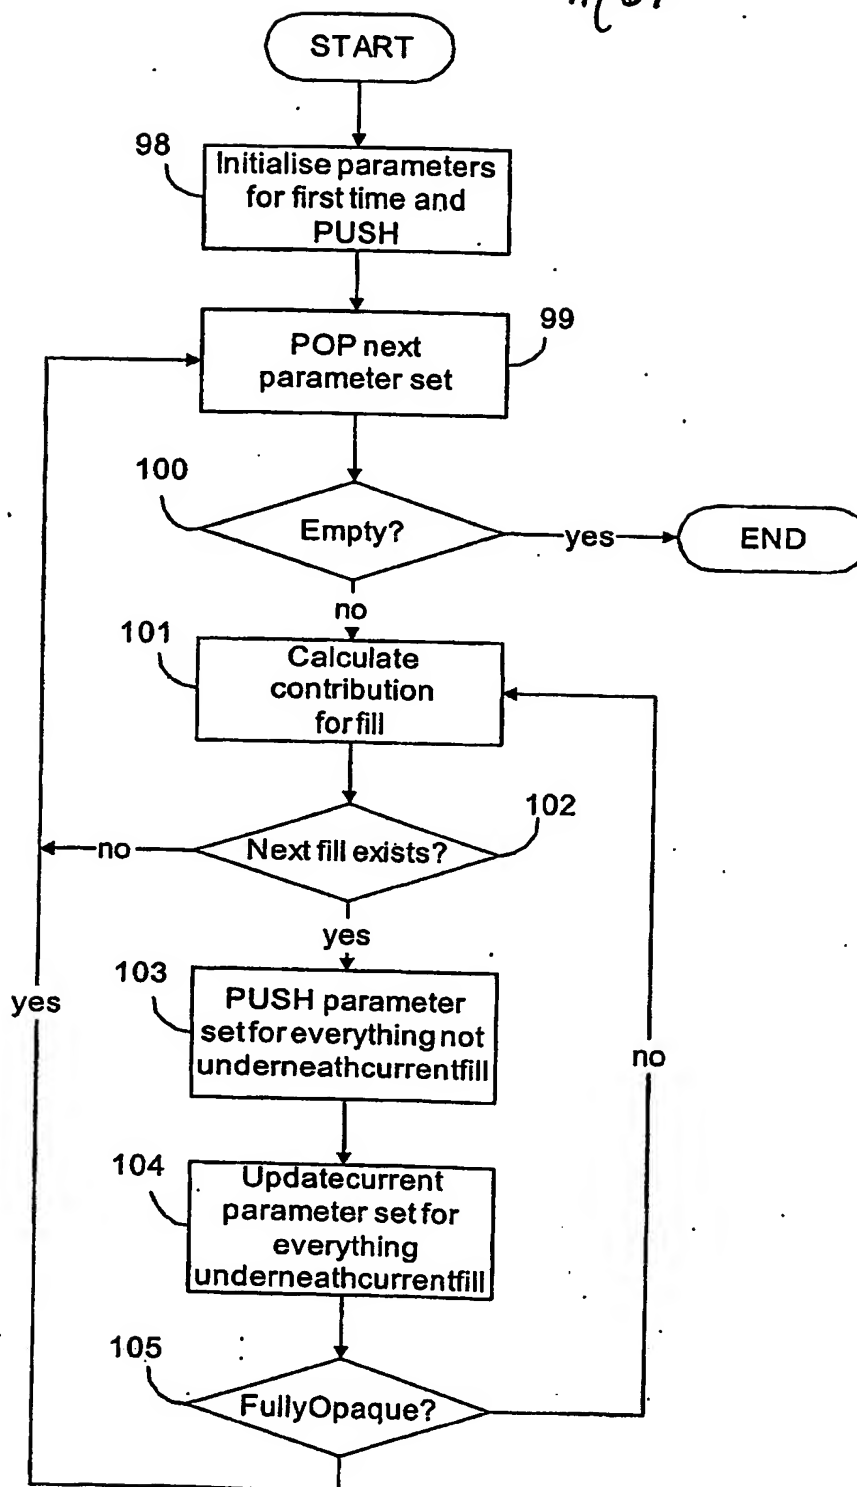 START
98
Initialise parameters
for first time and
PUSH
99
POP next
parameter set
100
Empty?
yes
END
no
101
Calculate
contribution
for fill
102
Next fill exists?
no
yes
103
PUSH parameter
set for everything not
underneathcurrentfill
yes
no
104
Updatecurrent
parameter set for
everything
underneathcurrentfill
105
FullyOpaque?